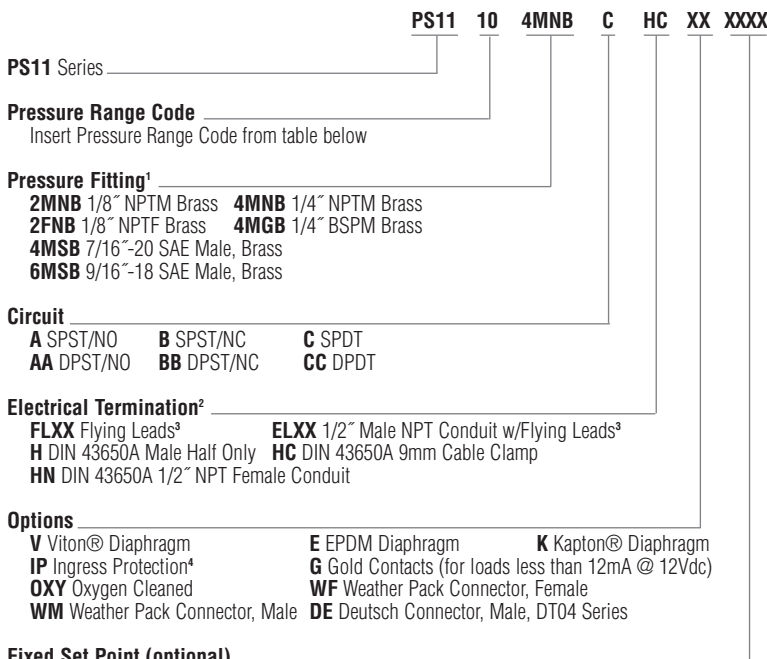 PS11 10 4MNB C HC XX XXXX
PS11 Series
Pressure Range Code
Insert Pressure Range Code from table below
Pressure Fitting¹
2MNB 1/8˝ NPTM Brass 4MNB 1/4˝ NPTM Brass
2FNB 1/8˝ NPTF Brass 4MGB 1/4˝ BSPM Brass
4MSB 7/16˝-20 SAE Male, Brass
6MSB 9/16˝-18 SAE Male, Brass
Circuit
A SPST/NO B SPST/NC C SPDT
AA DPST/NO BB DPST/NC CC DPDT
Electrical Termination²
FLXX Flying Leads³ ELXX 1/2˝ Male NPT Conduit w/Flying Leads³
H DIN 43650A Male Half Only HC DIN 43650A 9mm Cable Clamp
HN DIN 43650A 1/2˝ NPT Female Conduit
Options
V Viton® Diaphragm E EPDM Diaphragm K Kapton® Diaphragm
IP Ingress Protection⁴ G Gold Contacts (for loads less than 12mA @ 12Vdc)
OXY Oxygen Cleaned WF Weather Pack Connector, Female
WM Weather Pack Connector, Male DE Deutsch Connector, Male, DT04 Series
Fixed Set Point (optional)